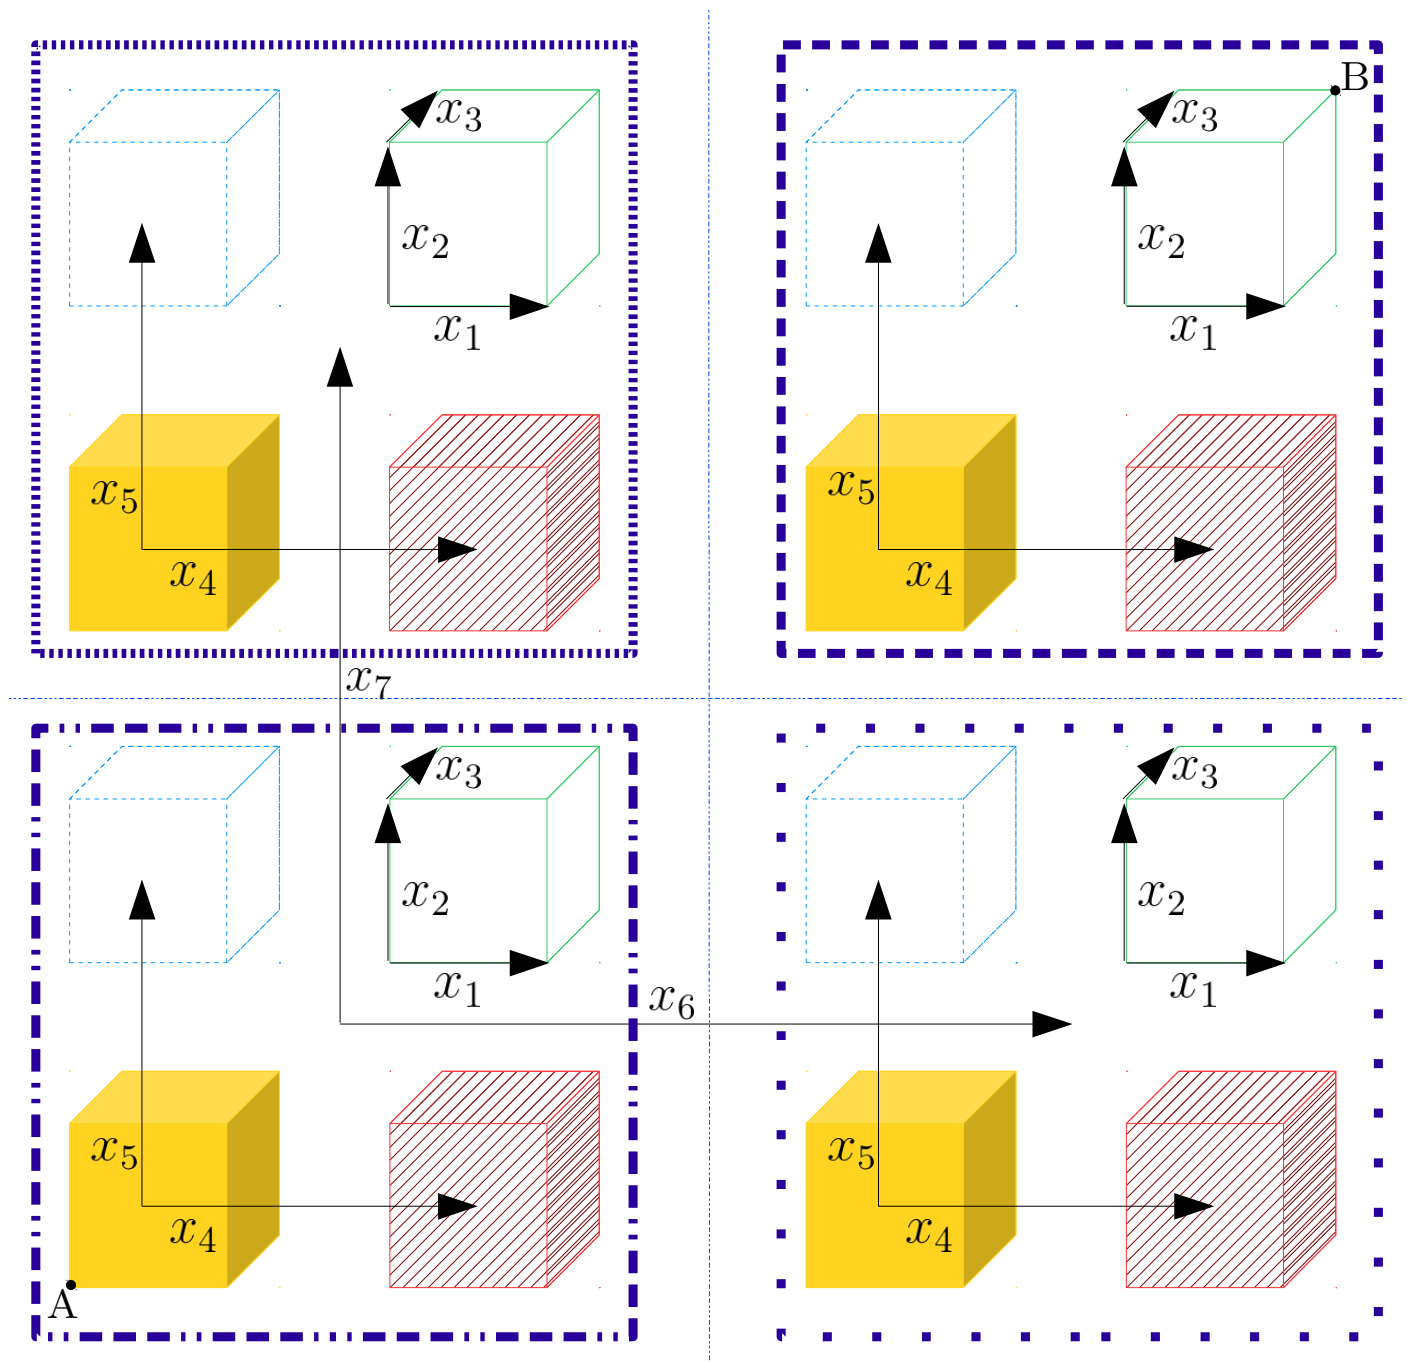 B
x₃ x₃
x₂ x₂
x₁ x₁
x₅ x₅
x₄ x₄
x₇
x₃ x₃
x₂ x₂
x₁ x₁
x₆
x₅ x₅
x₄ x₄
A